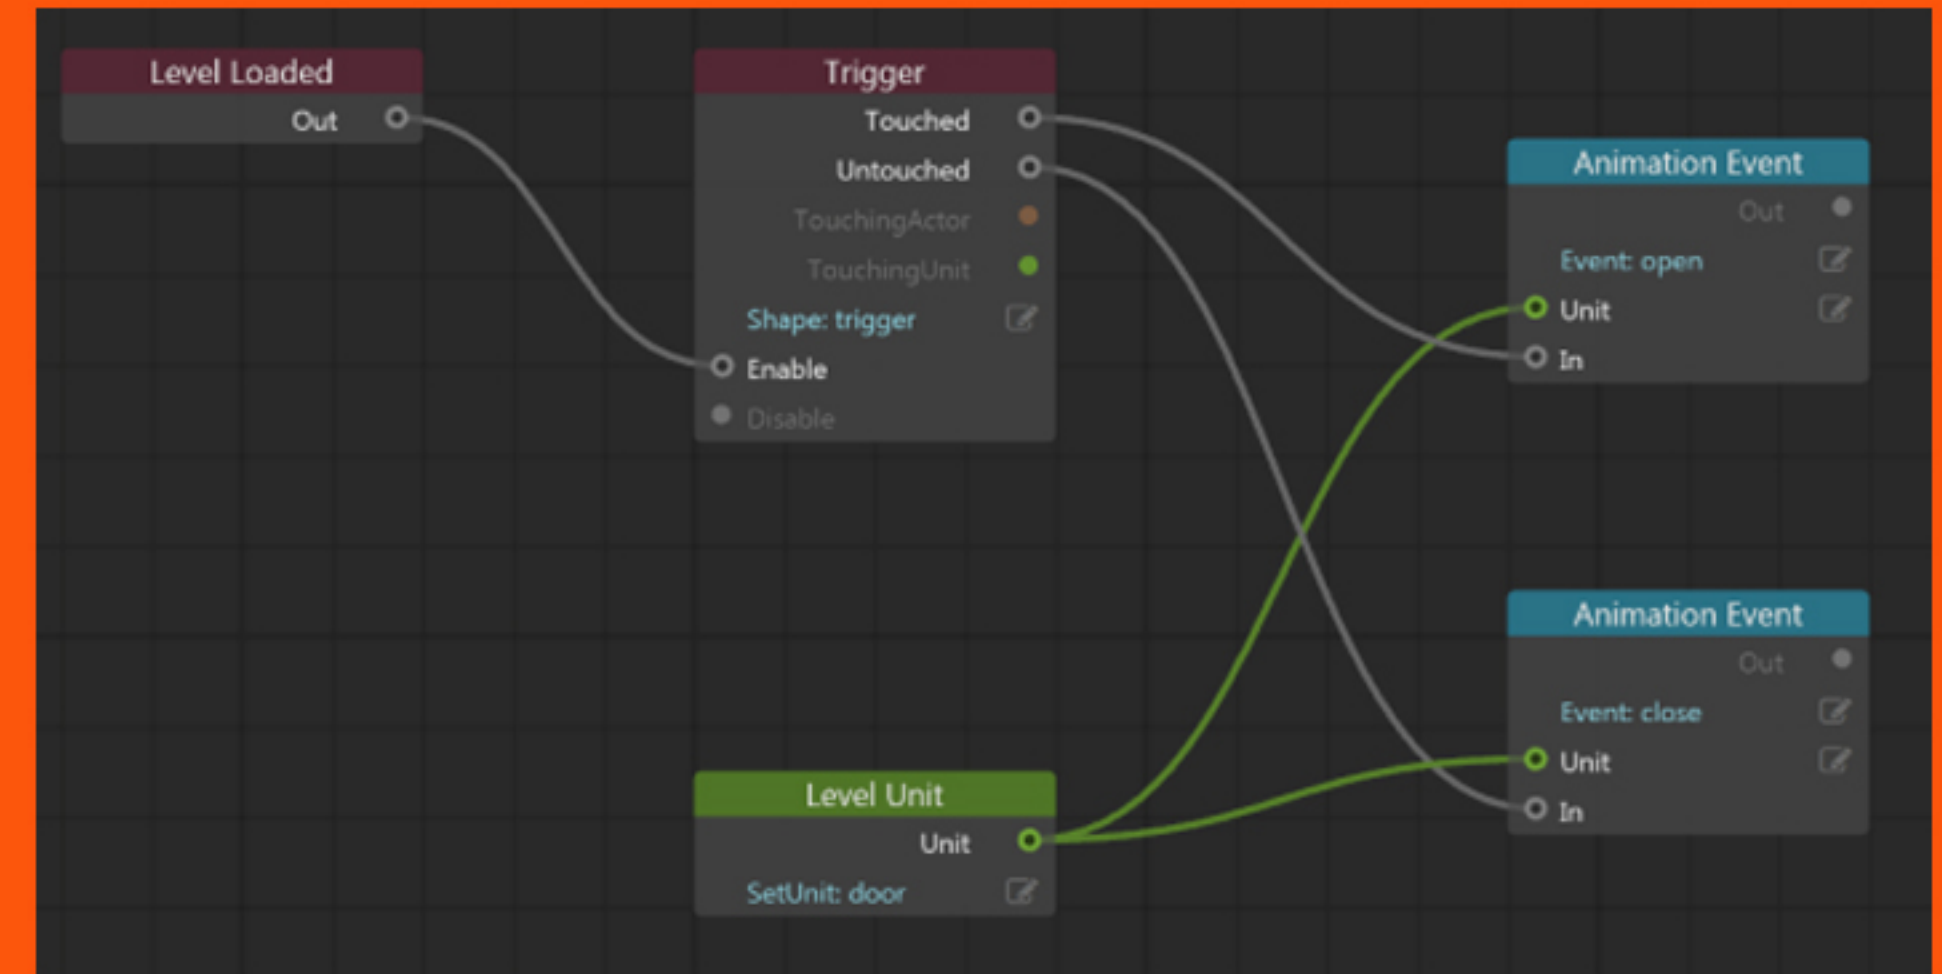 Level Loaded
Out
Trigger
Touched
Untouched
TouchingActor
TouchingUnit
Shape: trigger
Enable
Disable
Animation Event
Out
Event: open
Unit
In
Level Unit
Unit
SetUnit: door
Animation Event
Out
Event: close
Unit
In